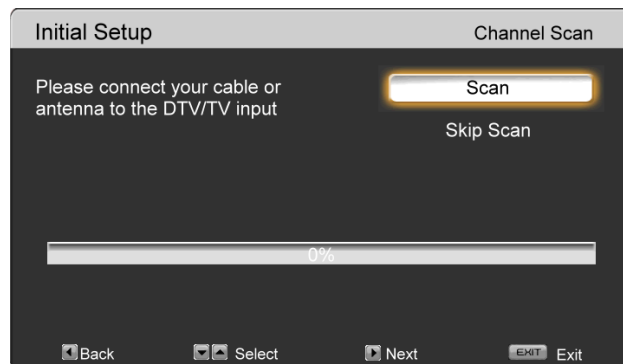 Initial Setup Channel Scan
Please connect your cable or Scan
antenna to the DTV/TV input
Skip Scan
0%
Back Select Next EXIT Exit